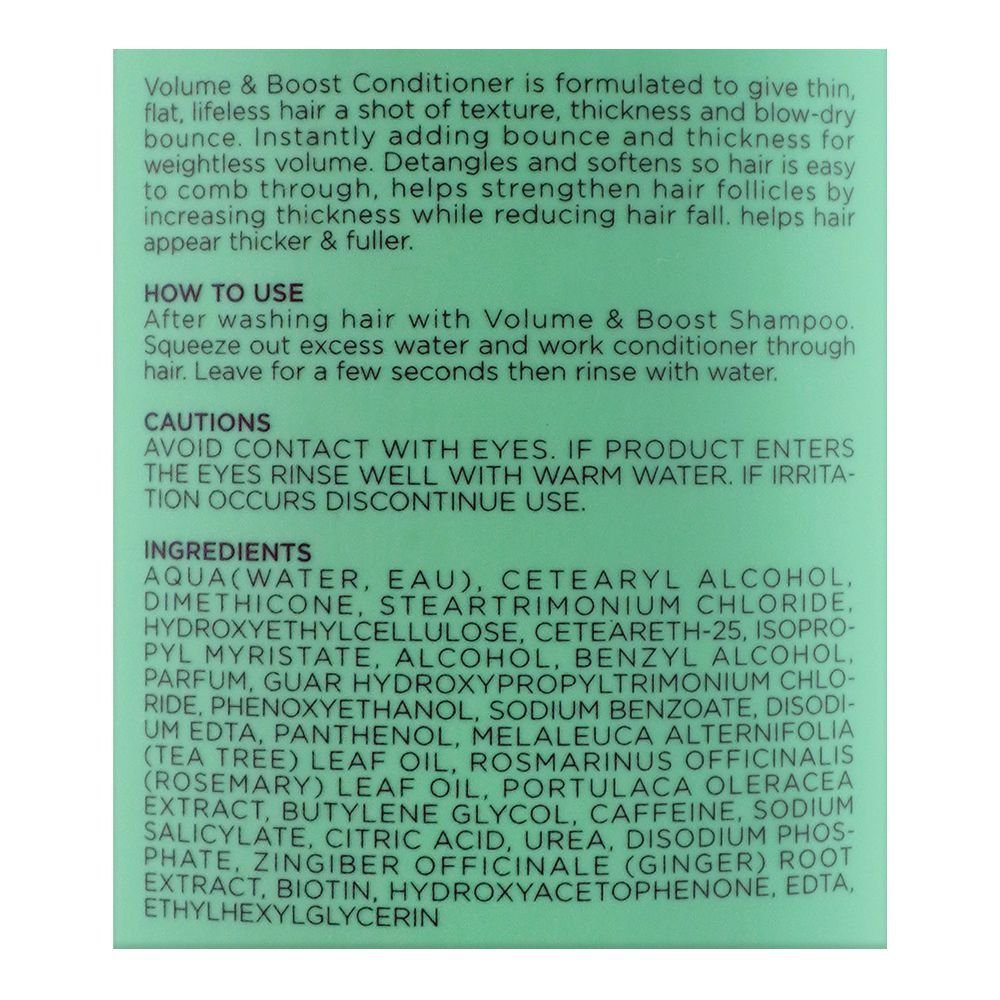 Volume & Boost Conditioner is formulated to give thin,
flat, lifeless hair a shot of texture, thickness and blow-dry
bounce. Instantly adding bounce and thickness for
weightless volume. Detangles and softens so hair is easy
to comb through, helps strengthen hair follicles by
increasing thickness while reducing hair fall. helps hair
appear thicker & fuller.
HOW TO USE
After washing hair with Volume & Boost Shampoo.
Squeeze out excess water and work conditioner through
hair. Leave for a few seconds then rinse with water.
CAUTIONS
AVOID CONTACT WITH EYES. IF PRODUCT ENTERS
THE EYES RINSE WELL WITH WARM WATER. IF IRRITA-
TION OCCURS DISCONTINUE USE.
INGREDIENTS
AQUA(WATER, EAU), CETEARYL ALCOHOL,
DIMETHICONE, STEARTRIMONIUM CHLORIDE,
HYDROXYETHYLCELLULOSE, CETEARETH-25, ISOPRO-
PYL MYRISTATE, ALCOHOL, BENZYL ALCOHOL,
PARFUM, GUAR HYDROXYPROPYLTRIMONIUM CHLO-
RIDE, PHENOXYETHANOL, SODIUM BENZOATE, DISODI-
UM EDTA, PANTHENOL, MELALEUCA ALTERNIFOLIA
(TEA TREE) LEAF OIL, ROSMARINUS OFFICINALIS
(ROSEMARY) LEAF OIL, PORTULACA OLERACEA
EXTRACT, BUTYLENE GLYCOL, CAFFEINE, SODIUM
SALICYLATE, CITRIC ACID, UREA, DISODIUM PHOS-
PHATE, ZINGIBER OFFICINALE (GINGER) ROOT
EXTRACT, BIOTIN, HYDROXYACETOPHENONE, EDTA,
ETHYLHEXYLGLYCERIN